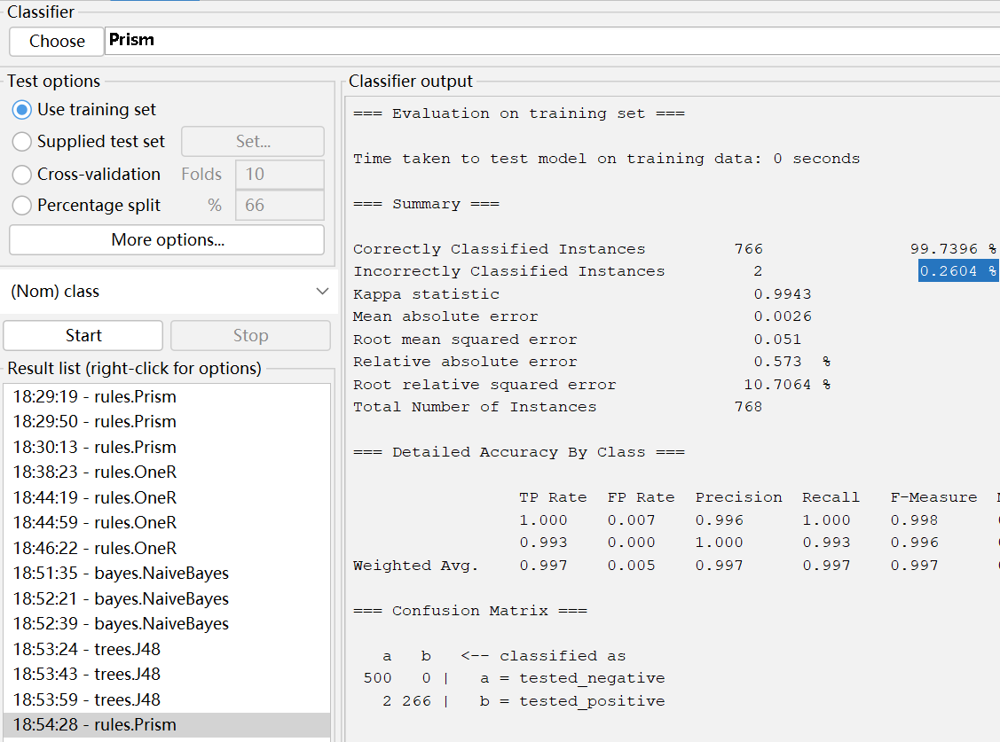 Classifier
Choose Prism
Test options
Use training set
Supplied test set Set...
Cross-validation Folds 10
Percentage split % 66
More options...
(Nom) class
Start Stop
Result list (right-click for options)
18:29:19 - rules.Prism
18:29:50 - rules.Prism
18:30:13 - rules.Prism
18:38:23 - rules.OneR
18:44:19 - rules.OneR
18:44:59 - rules.OneR
18:46:22 - rules.OneR
18:51:35 - bayes.NaiveBayes
18:52:21 - bayes.NaiveBayes
18:52:39 - bayes.NaiveBayes
18:53:24 - trees.J48
18:53:43 - trees.J48
18:53:59 - trees.J48
18:54:28 - rules.Prism
Classifier output
=== Evaluation on training set ===
Time taken to test model on training data: 0 seconds
=== Summary ===
Correctly Classified Instances 766 99.7396 %
Incorrectly Classified Instances 2 0.2604 %
Kappa statistic 0.9943
Mean absolute error 0.0026
Root mean squared error 0.051
Relative absolute error 0.573 %
Root relative squared error 10.7064 %
Total Number of Instances 768
=== Detailed Accuracy By Class ===
TP Rate FP Rate Precision Recall F-Measure
1.000 0.007 0.996 1.000 0.998
0.993 0.000 1.000 0.993 0.996
Weighted Avg. 0.997 0.005 0.997 0.997 0.997
=== Confusion Matrix ===
a b <-- classified as
500 0 | a = tested_negative
2 266 | b = tested_positive